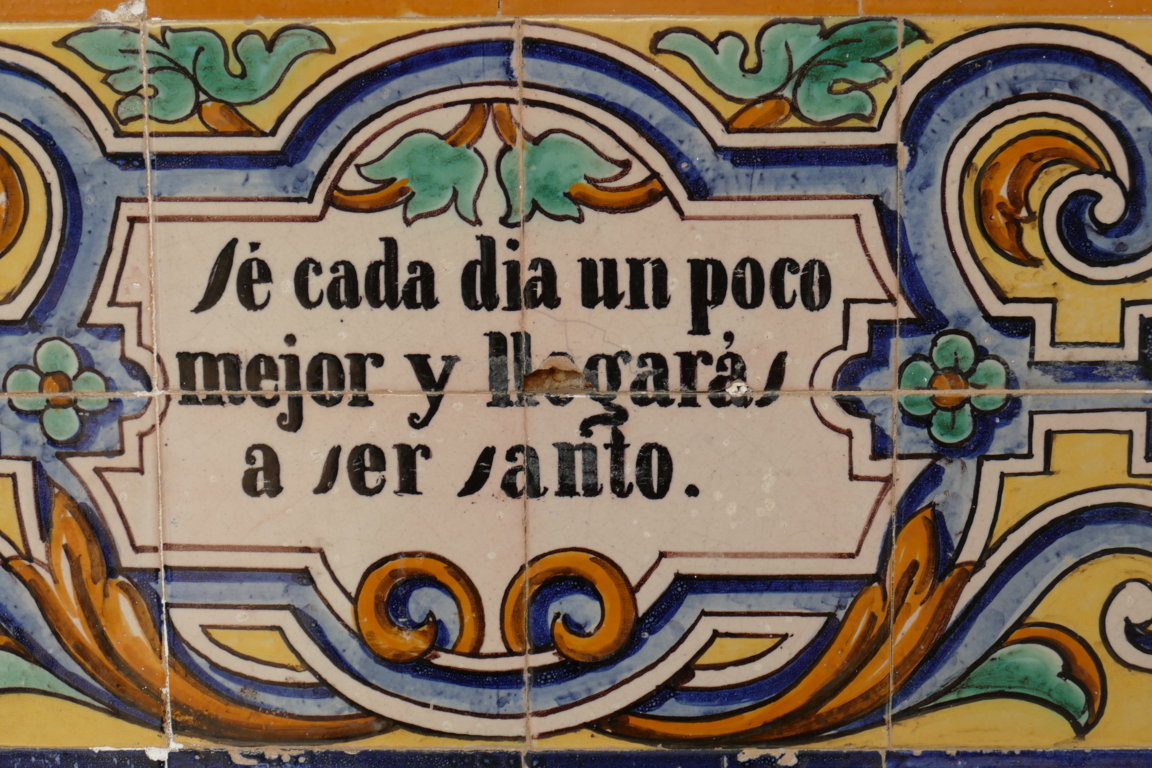 Sé cada dia un poco
mejor y llegarás
a ser santo.